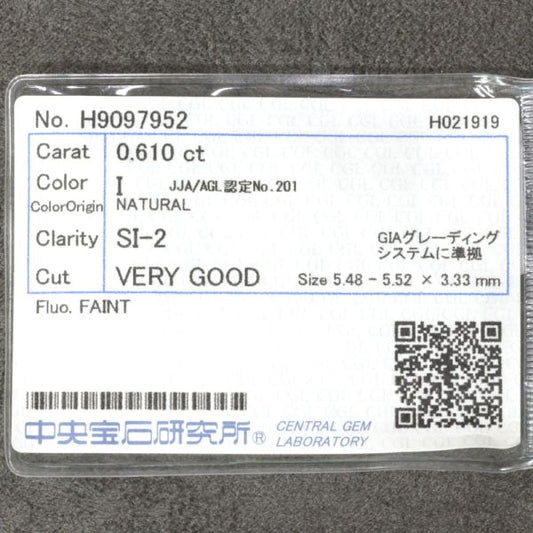 No. H9097952 H021919
Carat 0.610 ct
Color I JJA/AGL認定No.201
ColorOrigin NATURAL
Clarity SI-2 GIAグレーディング
システムに準拠
Cut VERY GOOD Size 5.48 - 5.52 × 3.33 mm
Fluo. FAINT
中央宝石研究所® CENTRAL GEM
LABORATORY